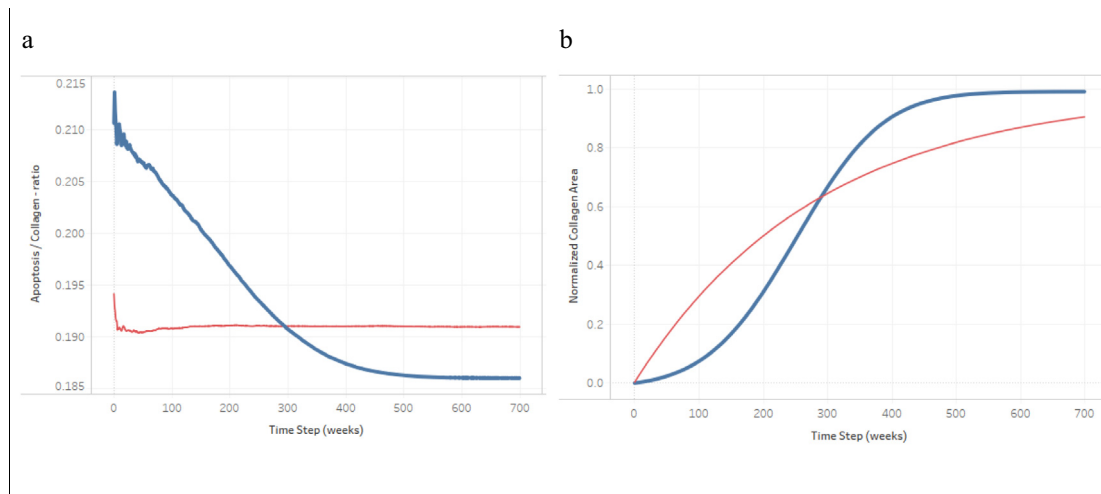 a
b
0.215
0.210
0.205
0.200
0.195
0.190
0.185
Apoptosis / Collagen - ratio
0 100 200 300 400 500 600 700
Time Step (weeks)
1.0
0.8
0.6
0.4
0.2
0.0
Normalized Collagen Area
0 100 200 300 400 500 600 700
Time Step (weeks)